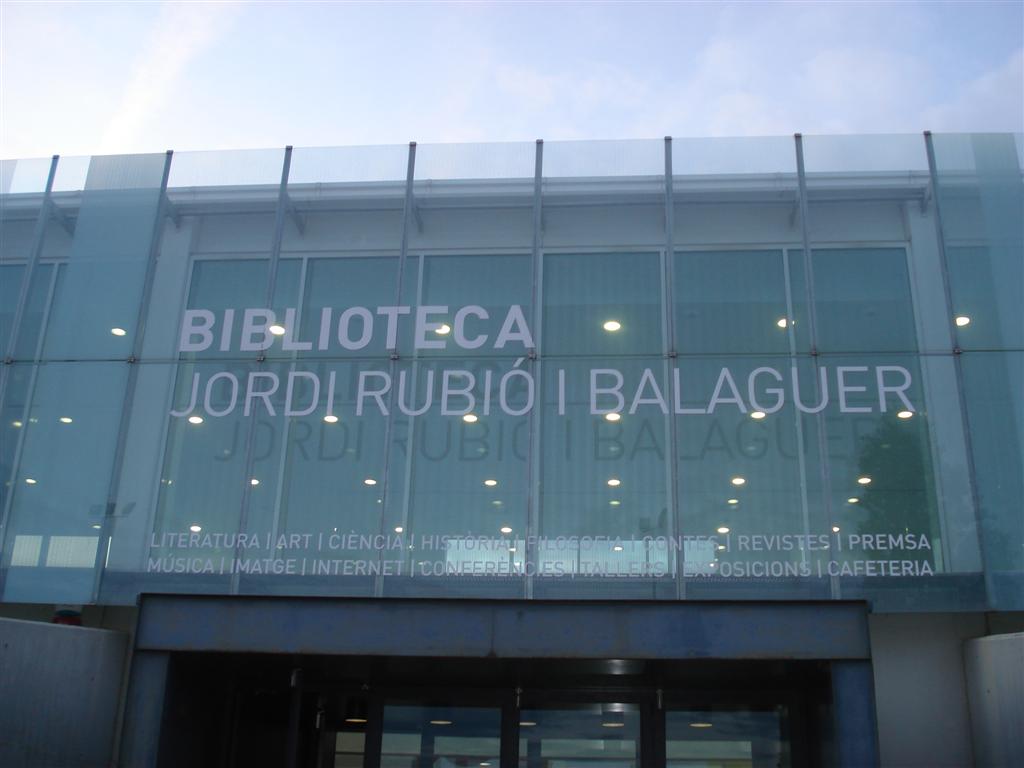 BIBLIOTECA
JORDI RUBIÓ I BALAGUER
LITERATURA | ART | CIÈNCIA | HISTÒRIA | FILOSOFIA | CONTES | REVISTES | PREMSA
MÚSICA | IMATGE | INTERNET | CONFERÈNCIES | TALLERS | EXPOSICIONS | CAFETERIA